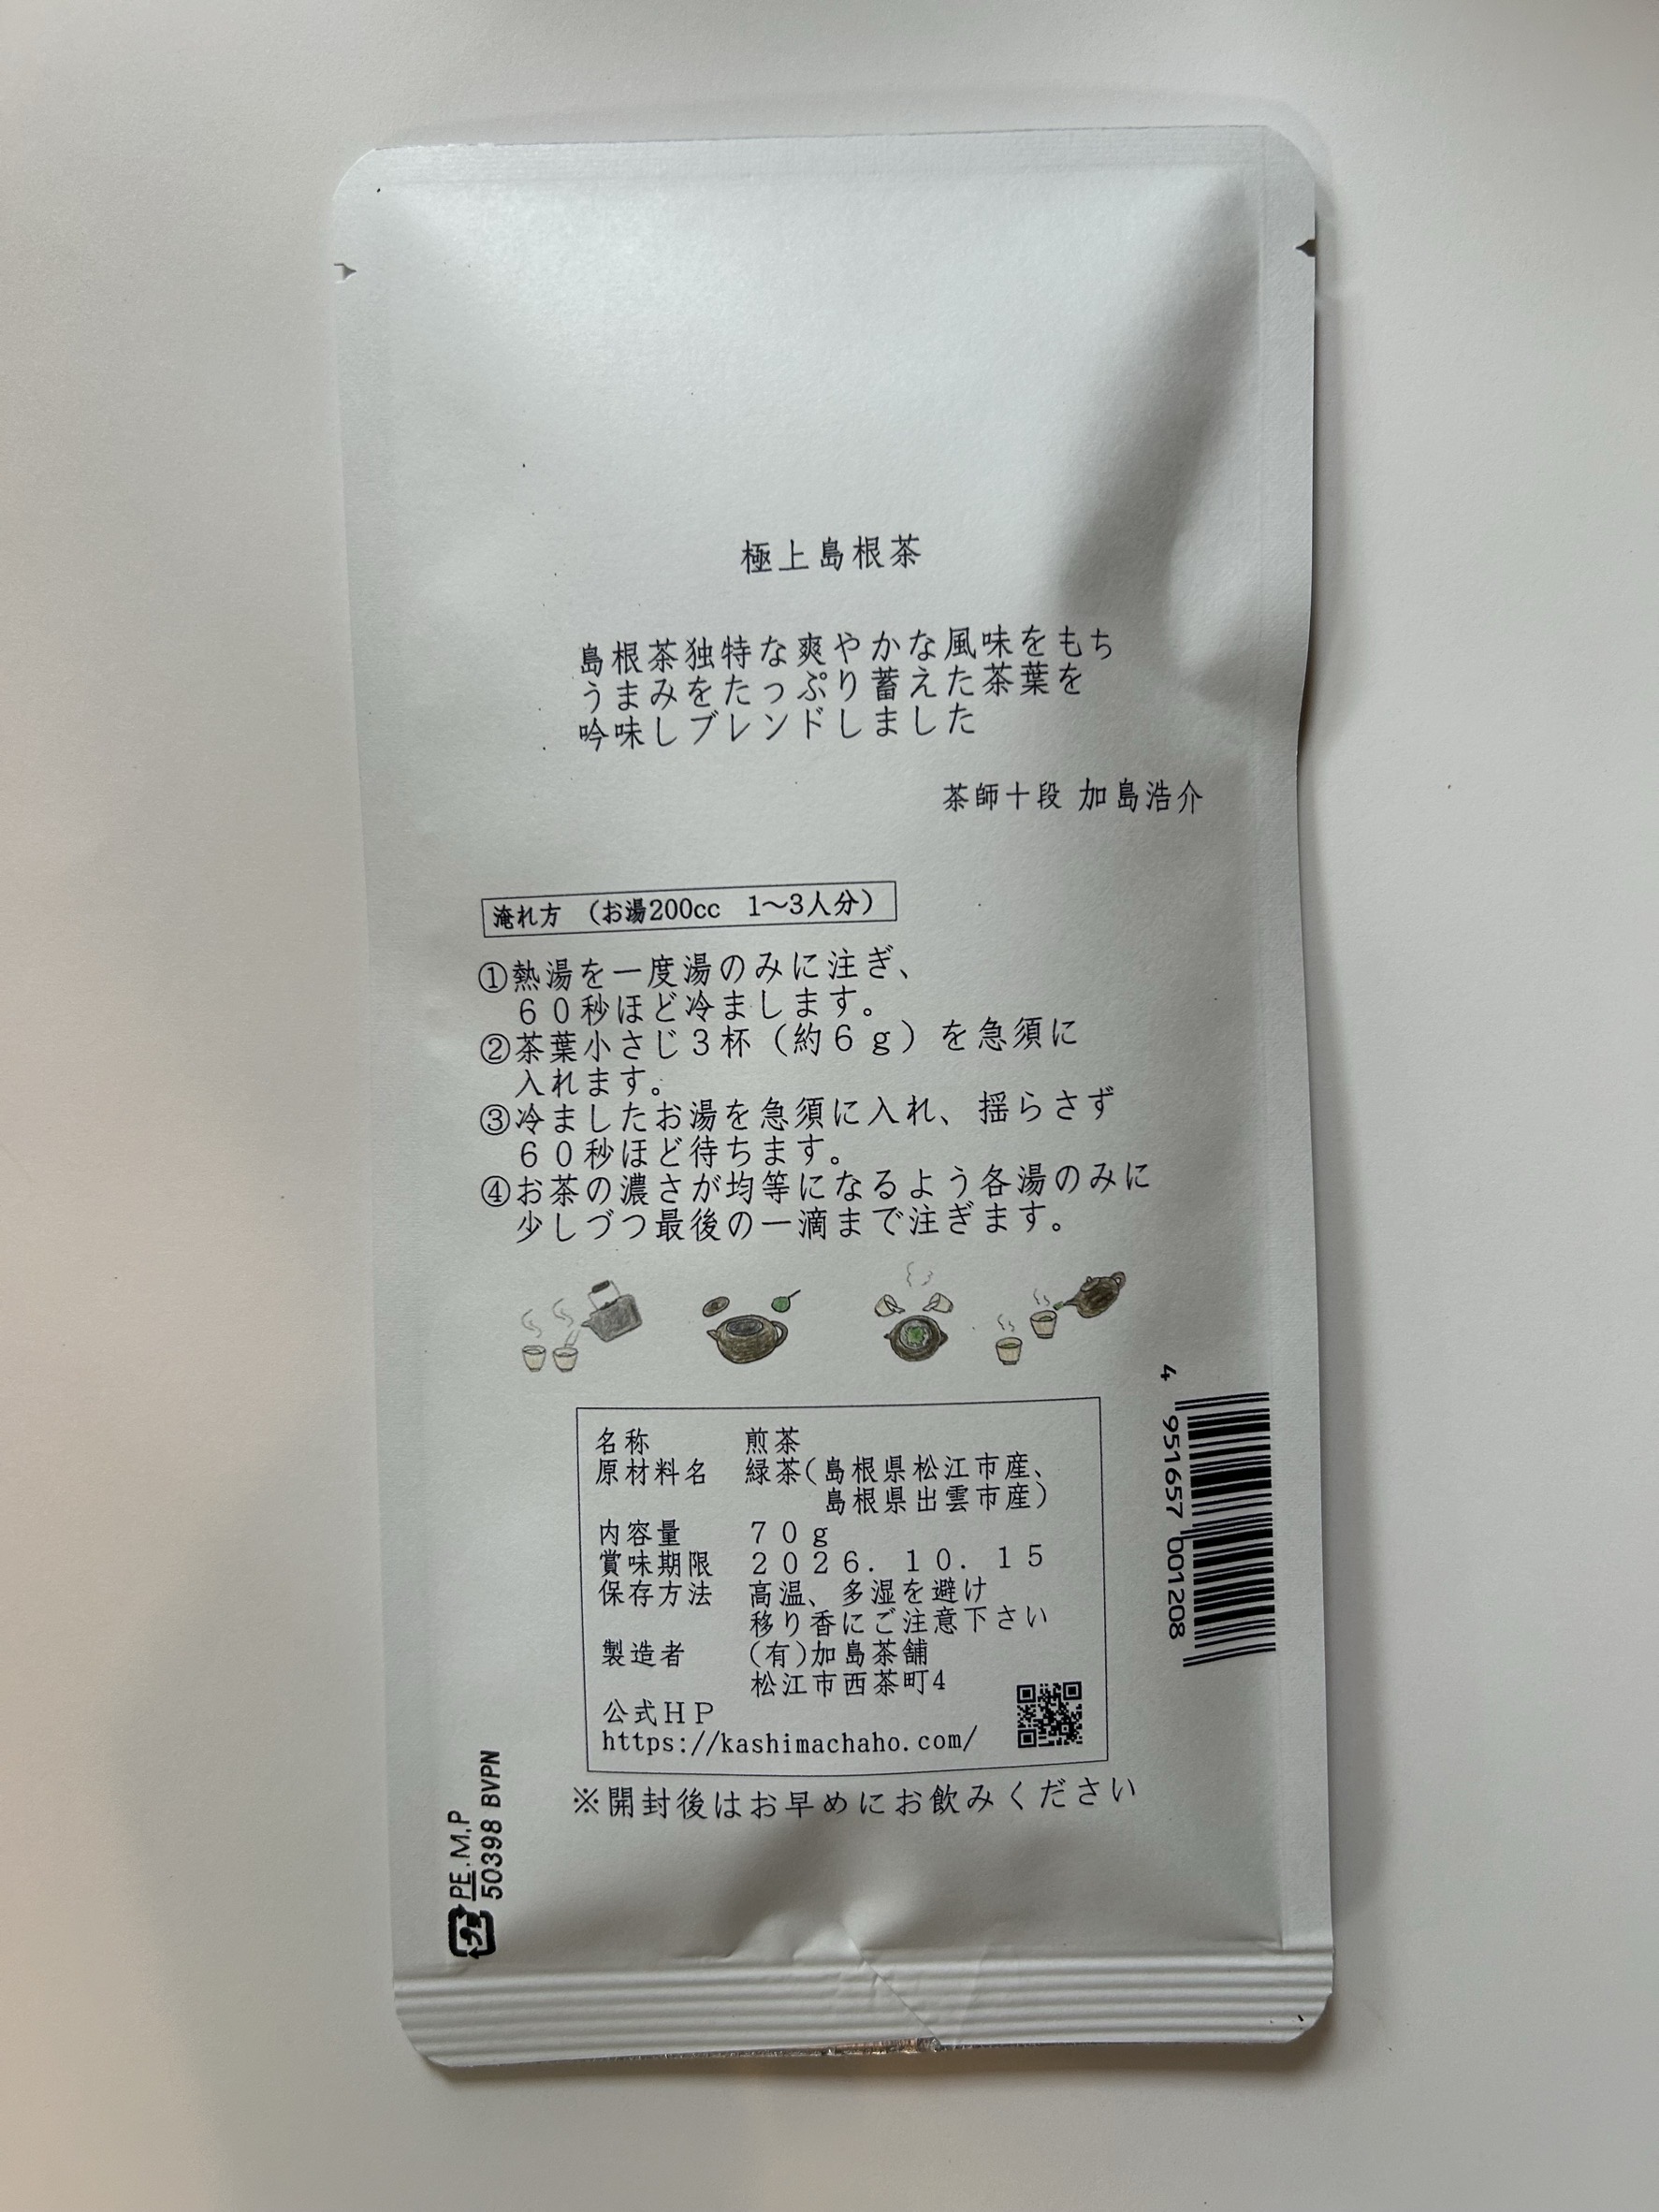 極上島根茶
島根茶独特な爽やかな風味をもち
うまみをたっぷり蓄えた茶葉を
吟味しブレンドしました
茶師十段 加島浩介
淹れ方 （お湯200cc 1～3人分）
①熱湯を一度湯のみに注ぎ、
６０秒ほど冷まします。
②茶葉小さじ３杯（約６ｇ）を急須に
入れます。
③冷ましたお湯を急須に入れ、揺らさず
６０秒ほど待ちます。
④お茶の濃さが均等になるよう各湯のみに
少しづつ最後の一滴まで注ぎます。
名称 煎茶
原材料名 緑茶(島根県松江市産、
島根県出雲市産)
内容量 ７０ｇ
賞味期限 ２０２６.１０.１５
保存方法 高温、多湿を避け
移り香にご注意下さい
製造者 (有)加島茶舗
松江市西茶町4
公式ＨＰ
https://kashimachaho.com/
※開封後はお早めにお飲みください
4 951657 001208
プラ PE.M.P
50398 BVPN